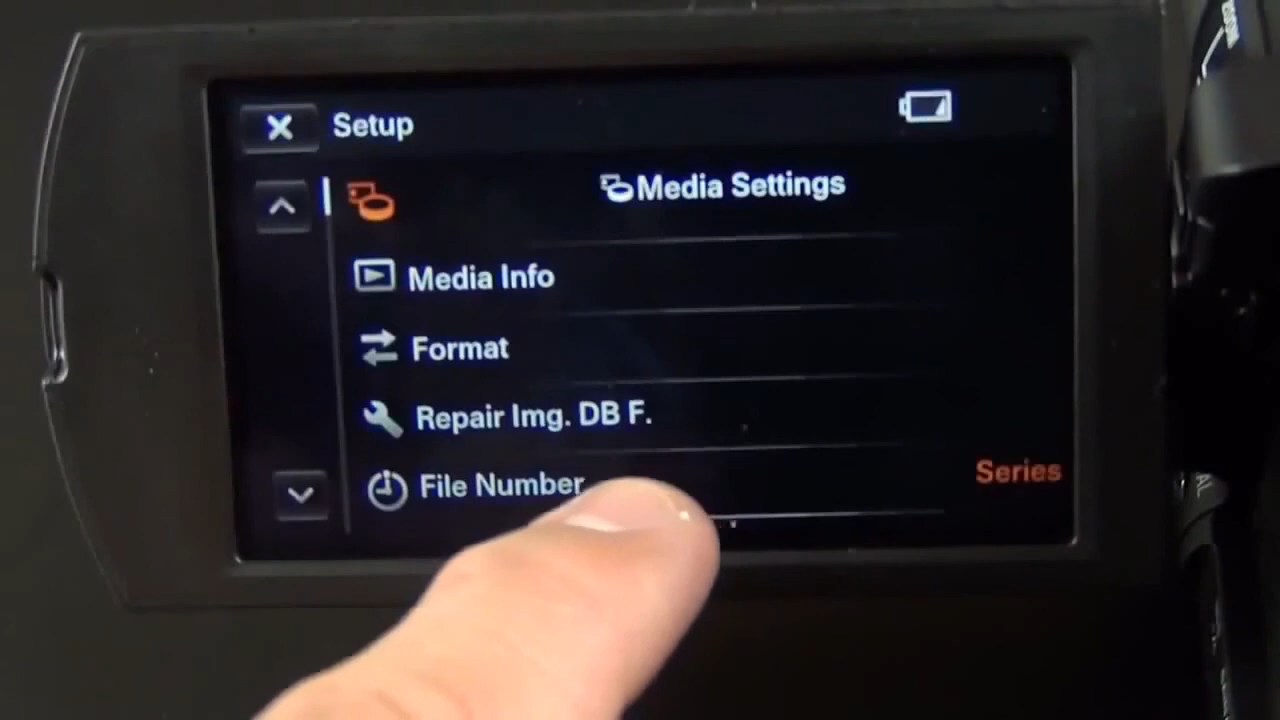 Setup
Media Settings
Media Info
Format
Repair Img. DB F.
File Number
Series